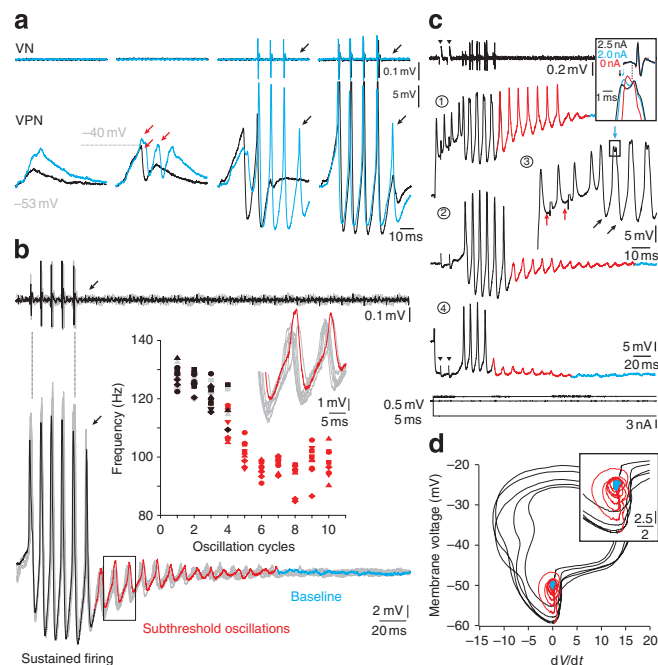 a
VN
0.1 mV
5 mV
VPN
−40 mV
−53 mV
10 ms
b
0.1 mV
140
120
100
80
Frequency (Hz)
0 1 2 3 4 5 6 7 8 9 10 11
Oscillation cycles
1 mV
5 ms
Baseline
Subthreshold oscillations
Sustained firing
2 mV
20 ms
c
0.2 mV
2.5 nA
2.0 nA
0 nA
1 ms
①
②
③
5 mV
10 ms
④
5 mV
20 ms
0.5 mV
5 ms
3 nA
d
−20
−30
−40
−50
−60
Membrane voltage (mV)
−15 −10 −5 0 5 10 15 20
dV/dt
2.5
2